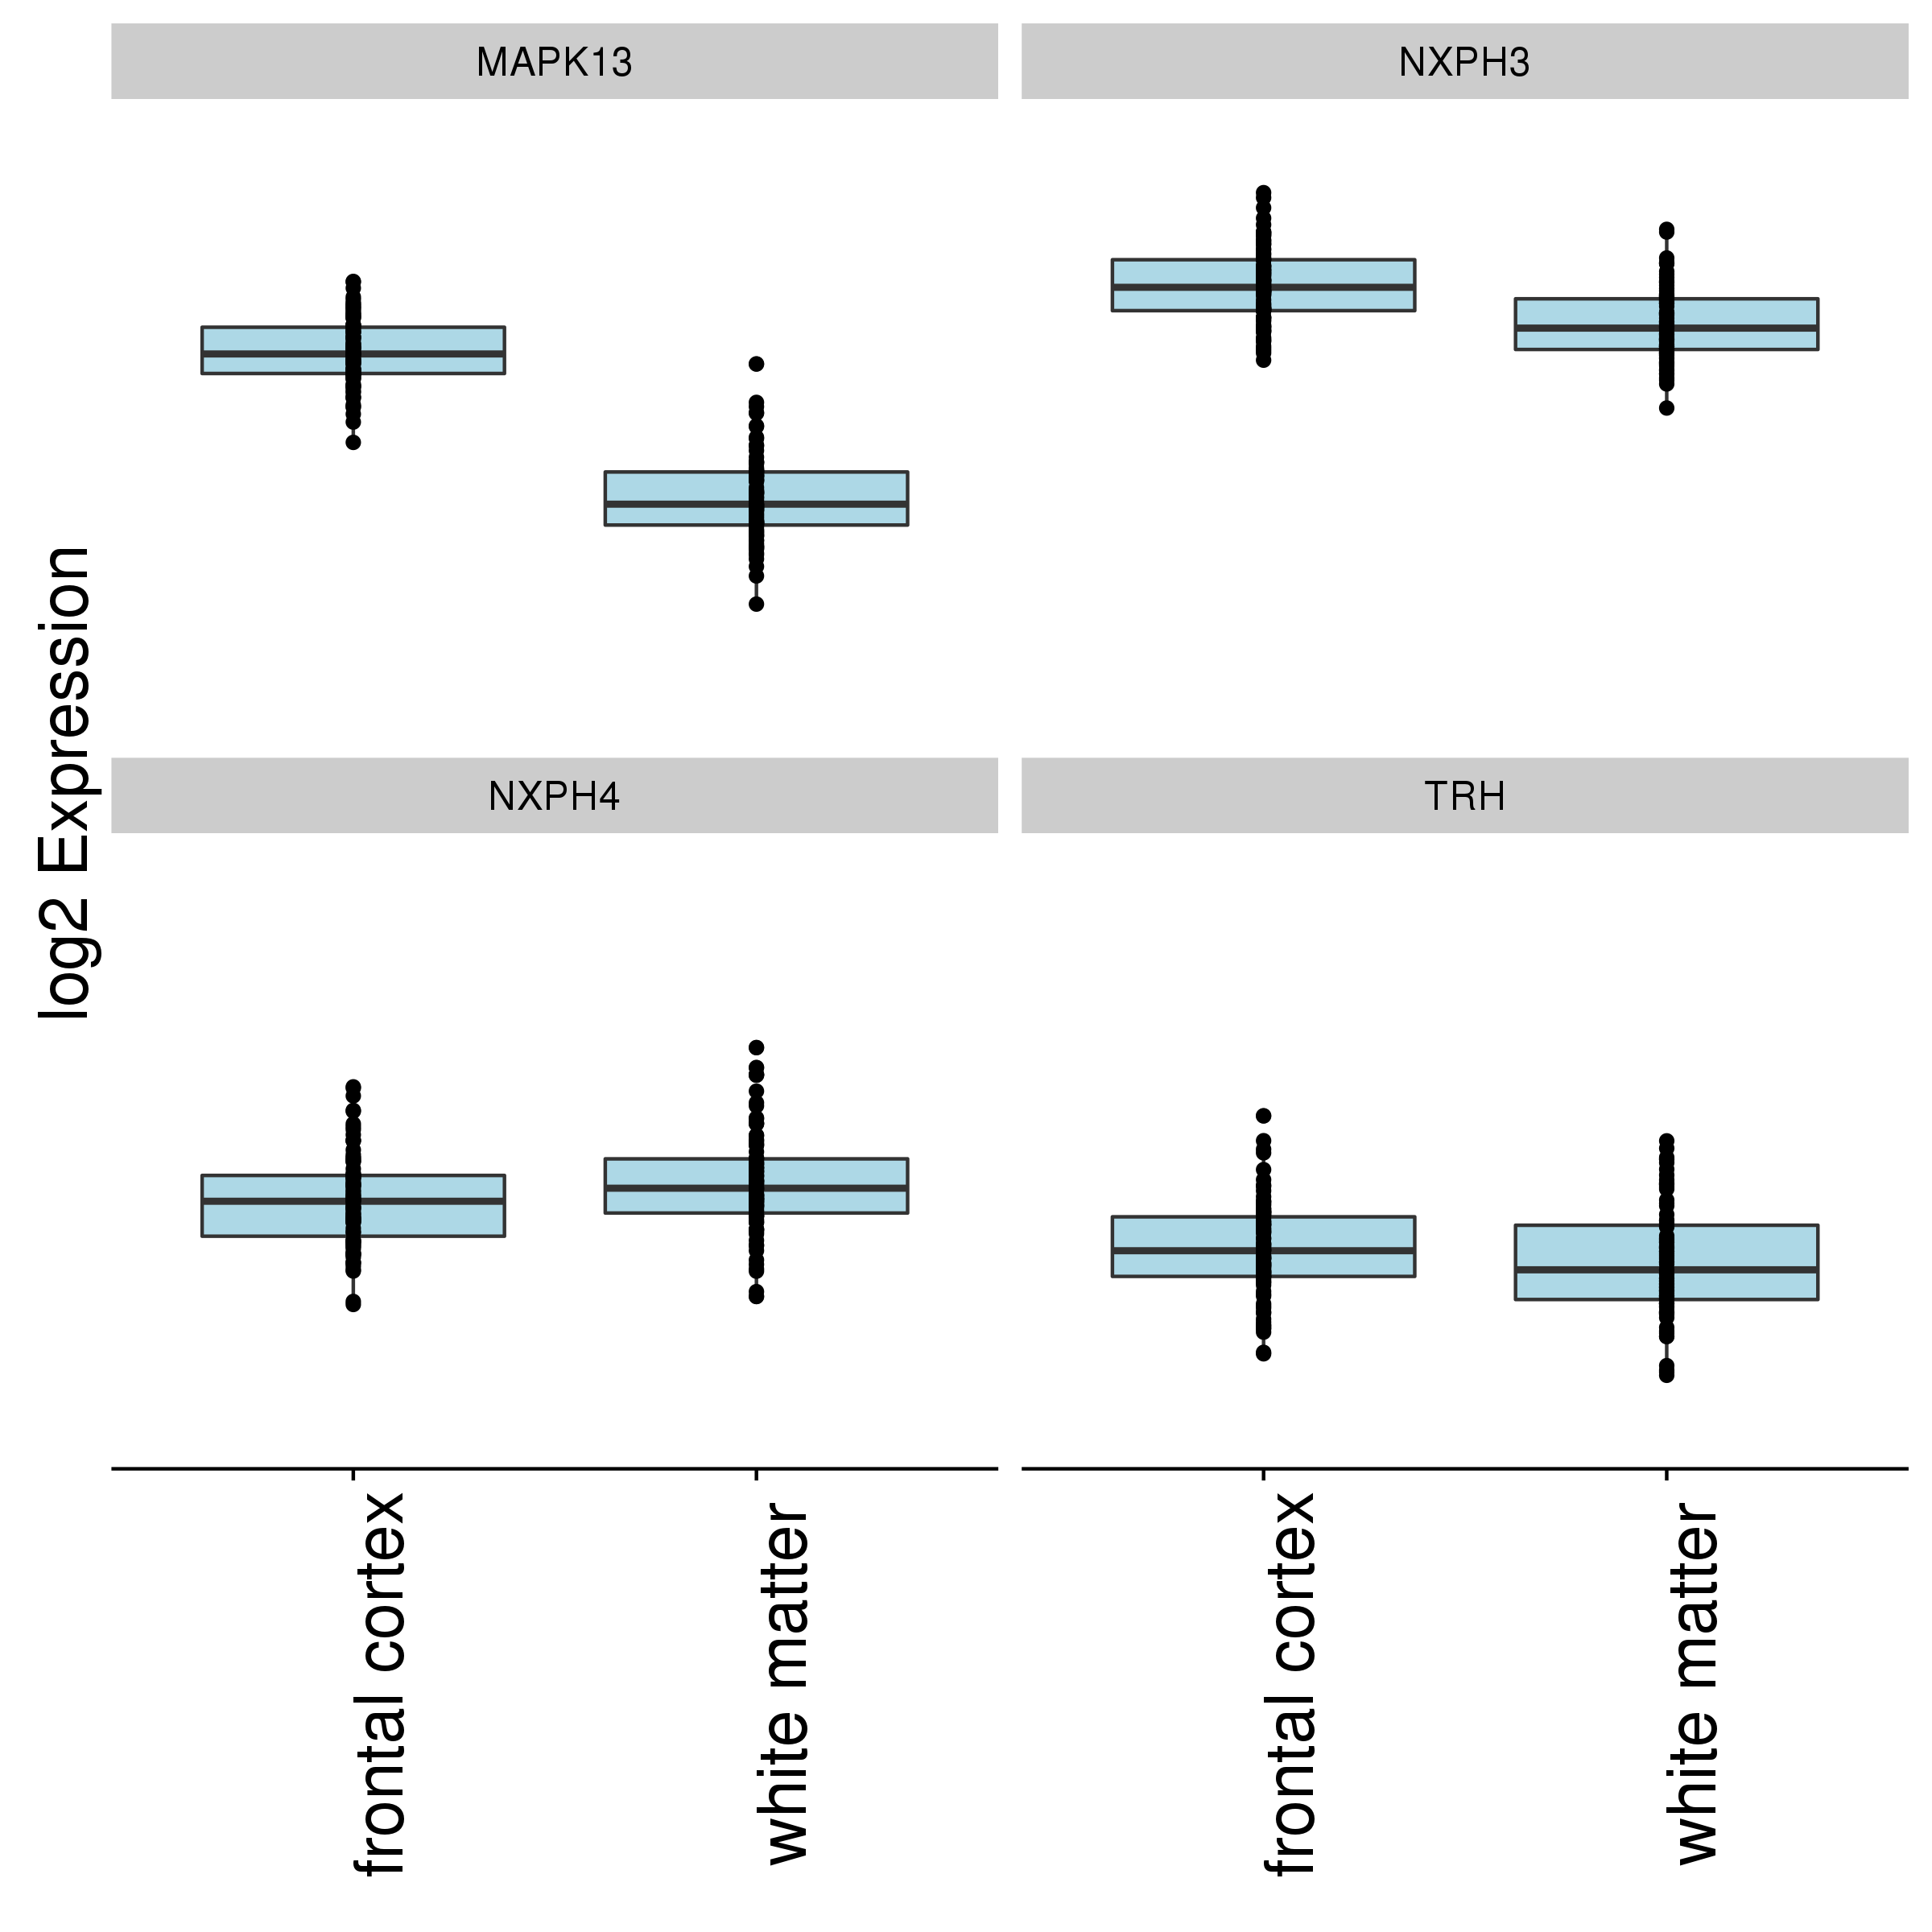 MAPK13
NXPH3
log2 Expression
NXPH4
TRH
frontal cortex
white matter
frontal cortex
white matter